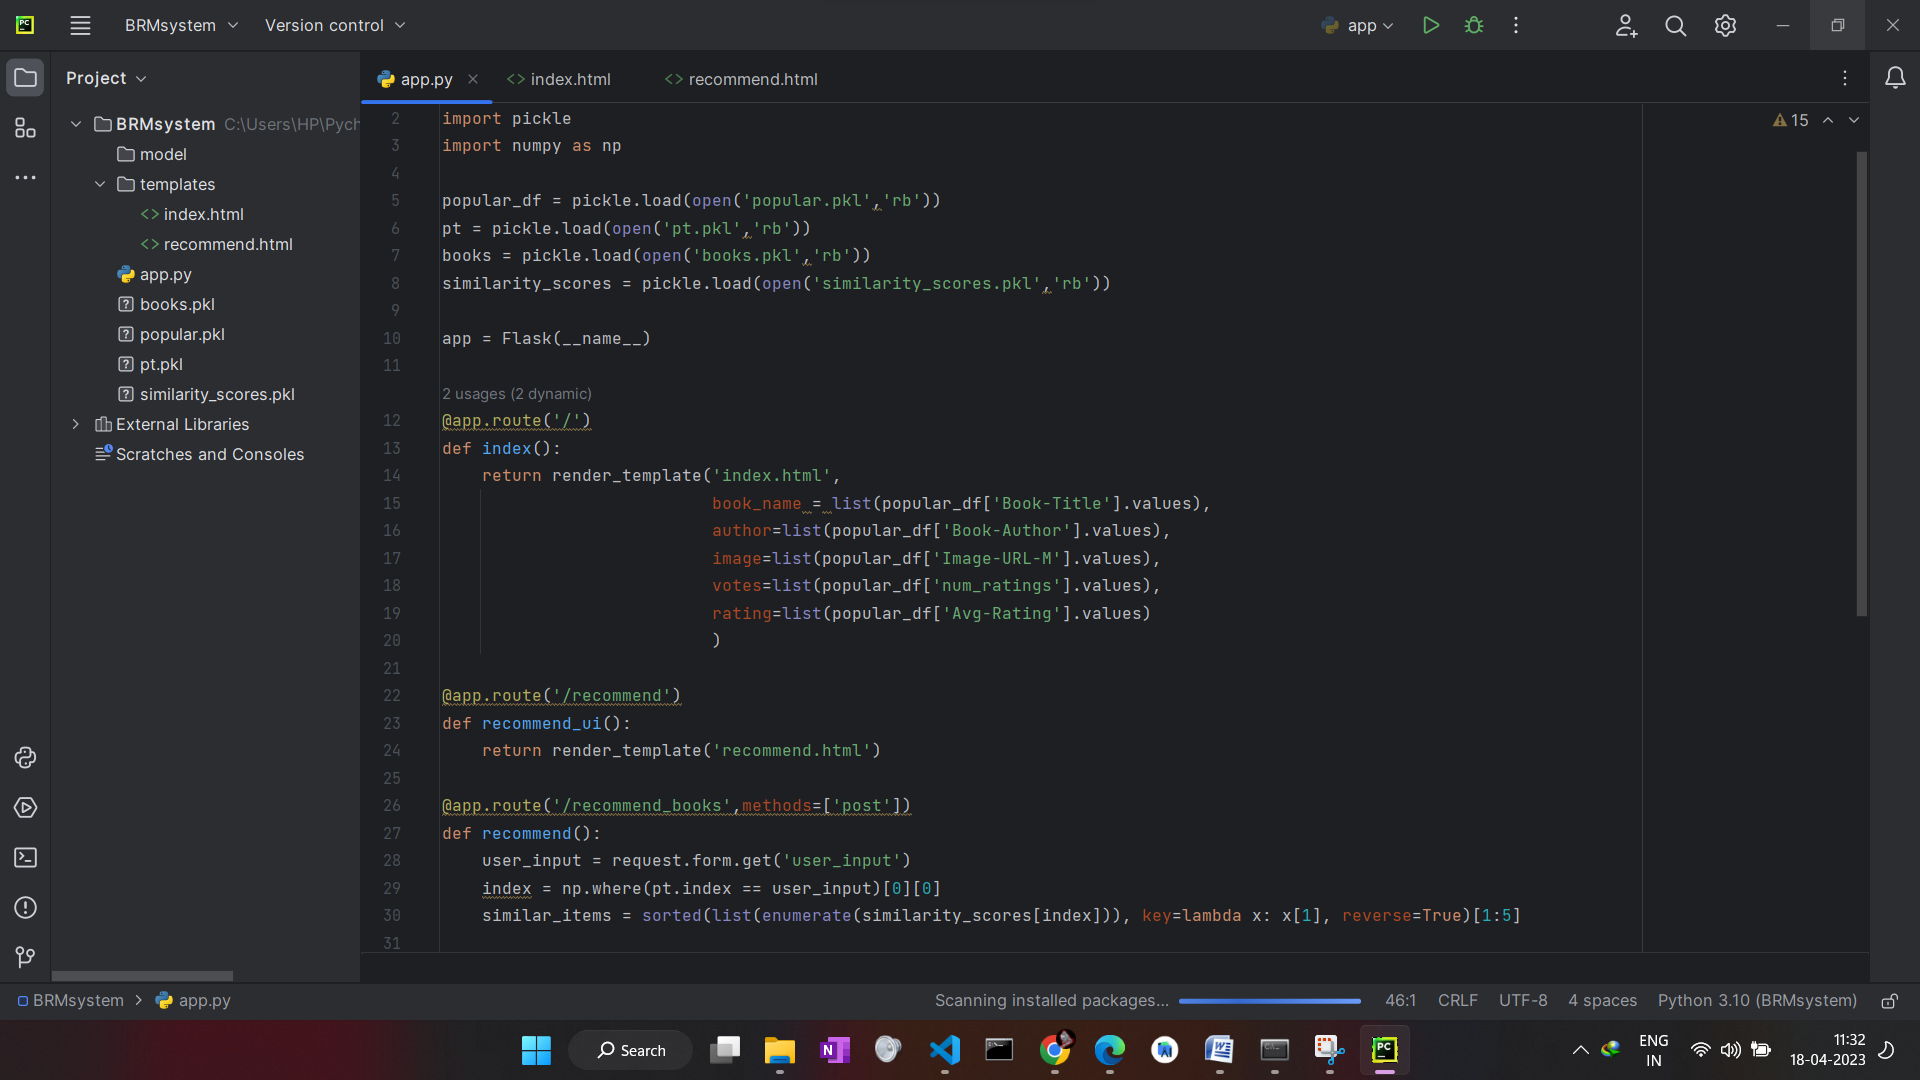 BRMsystem
Version control
app
Project
app.py
index.html
recommend.html
BRMsystem C:\Users\HP\Pych
model
templates
index.html
recommend.html
app.py
books.pkl
popular.pkl
pt.pkl
similarity_scores.pkl
External Libraries
Scratches and Consoles
15
2 import pickle
3 import numpy as np
4
5 popular_df = pickle.load(open('popular.pkl','rb'))
6 pt = pickle.load(open('pt.pkl','rb'))
7 books = pickle.load(open('books.pkl','rb'))
8 similarity_scores = pickle.load(open('similarity_scores.pkl','rb'))
9
10 app = Flask(__name__)
11
2 usages (2 dynamic)
12 @app.route('/')
13 def index():
14 return render_template('index.html',
15 book_name = list(popular_df['Book-Title'].values),
16 author=list(popular_df['Book-Author'].values),
17 image=list(popular_df['Image-URL-M'].values),
18 votes=list(popular_df['num_ratings'].values),
19 rating=list(popular_df['Avg-Rating'].values)
20 )
21
22 @app.route('/recommend')
23 def recommend_ui():
24 return render_template('recommend.html')
25
26 @app.route('/recommend_books',methods=['post'])
27 def recommend():
28 user_input = request.form.get('user_input')
29 index = np.where(pt.index == user_input)[0][0]
30 similar_items = sorted(list(enumerate(similarity_scores[index])), key=lambda x: x[1], reverse=True)[1:5]
31
BRMsystem > app.py
Scanning installed packages...
46:1 CRLF UTF-8 4 spaces Python 3.10 (BRMsystem)
Search
ENG
IN
11:32
18-04-2023